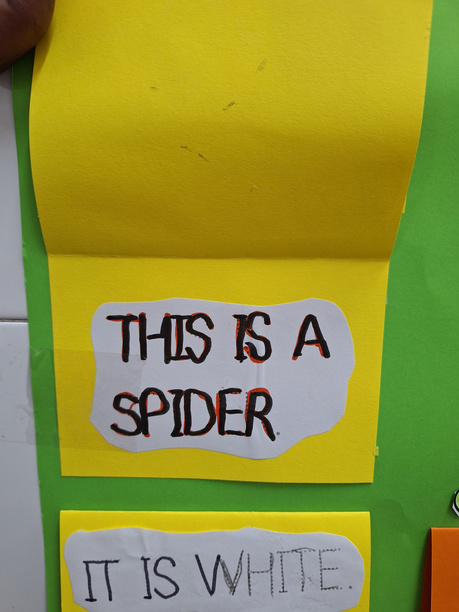 THIS IS A
SPIDER.
IT IS WHITE.